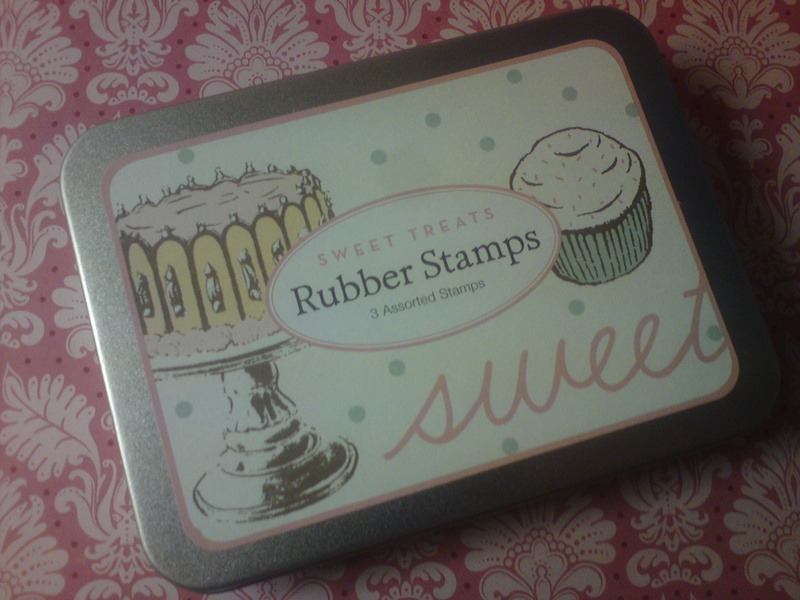 SWEET TREATS
Rubber Stamps
3 Assorted Stamps
sweet